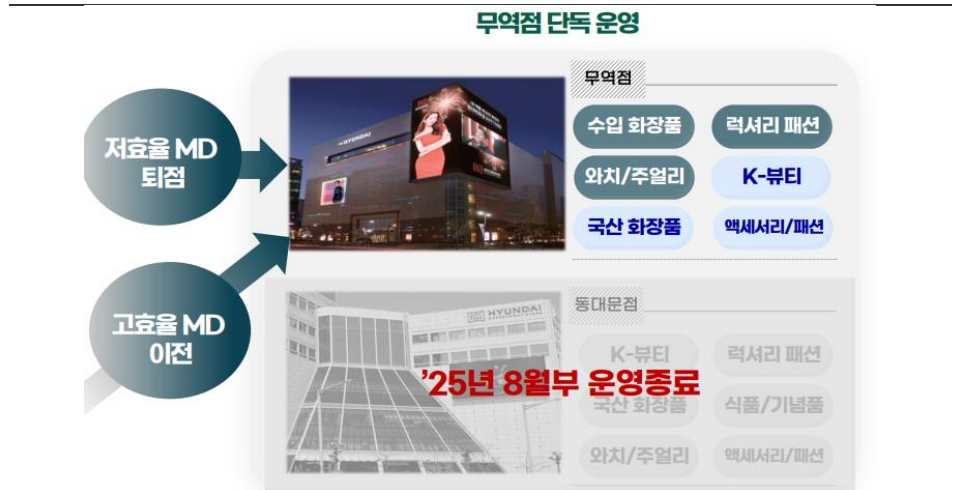 무역점 단독 운영
저효율 MD
퇴점
고효율 MD
이전
무역점
수입 화장품
럭셔리 패션
와치/주얼리
K-뷰티
국산 화장품
액세서리/패션
동대문점
HYUNDAI
K-뷰티
럭셔리 패션
'25년 8월부 운영종료
국산 화장품
식품/기념품
와치/주얼리
액세서리/패션